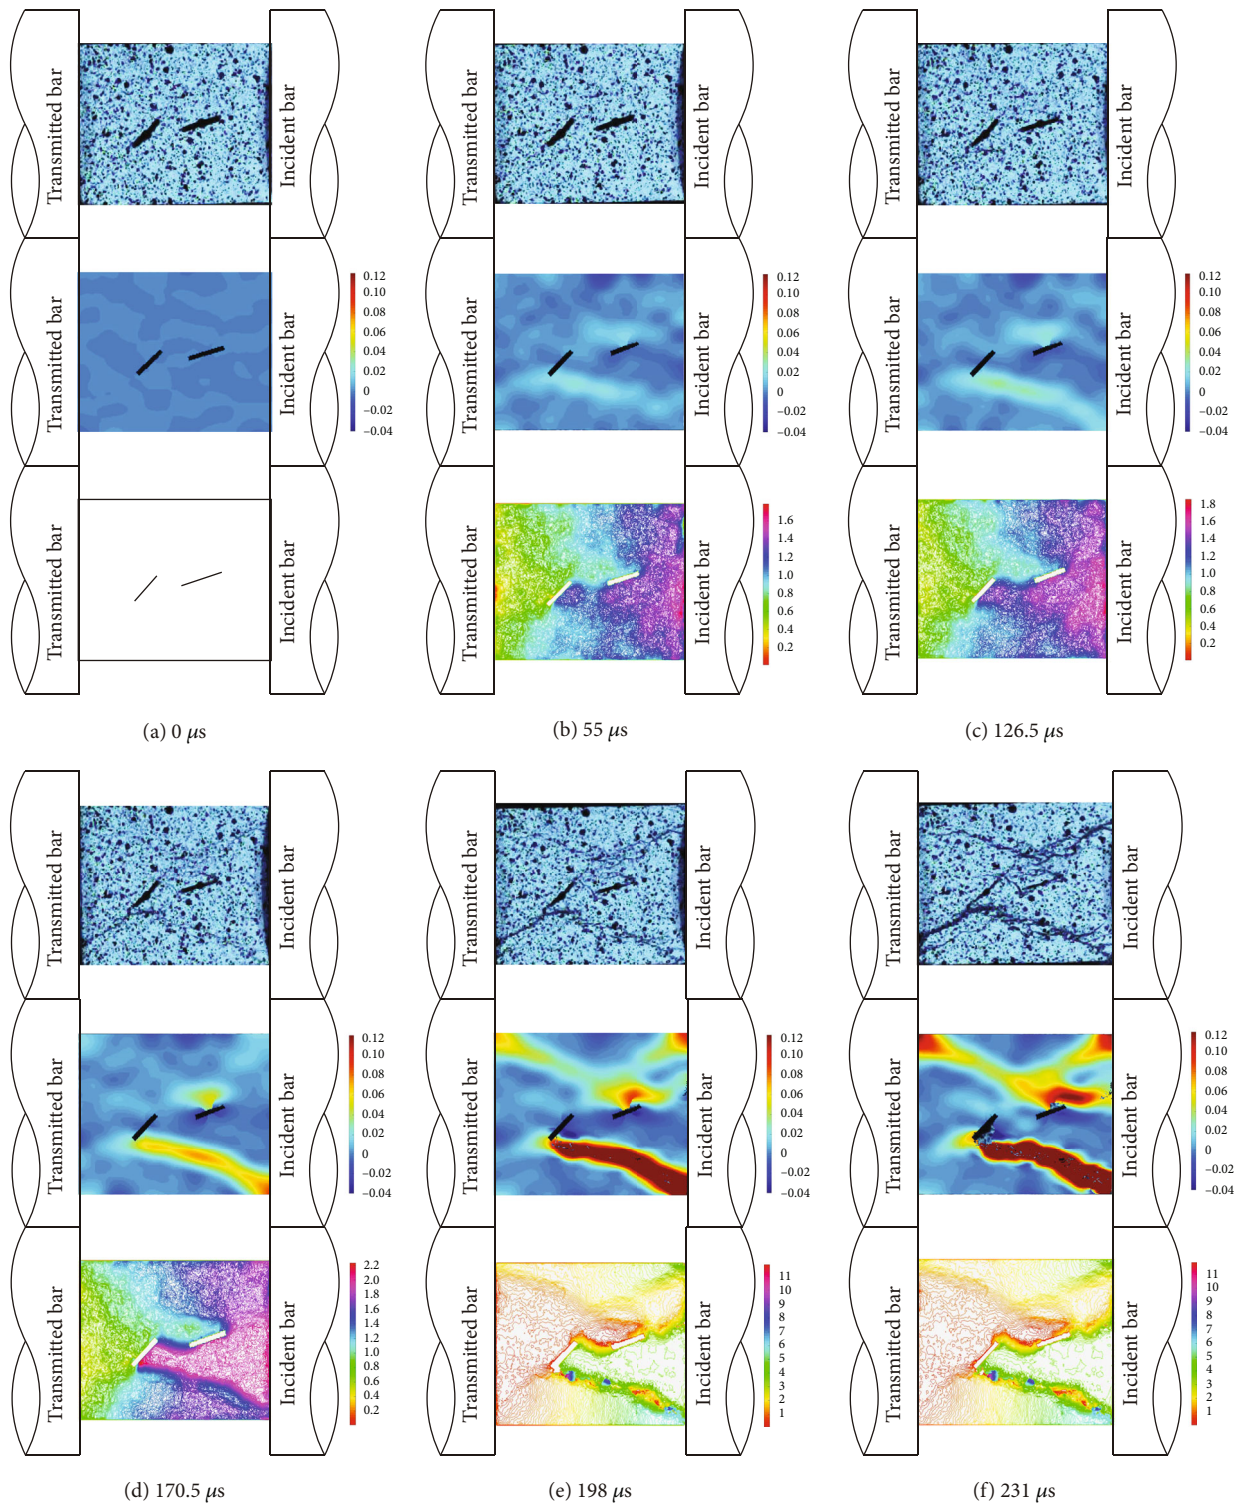 Transmitted bar
Incident bar
Transmitted bar
Incident bar
0.12
0.10
0.08
0.06
0.04
0.02
0
–0.02
–0.04
Transmitted bar
Incident bar
(a) 0 μs
Transmitted bar
Incident bar
Transmitted bar
Incident bar
0.12
0.10
0.08
0.06
0.04
0.02
0
–0.02
–0.04
Transmitted bar
Incident bar
1.6
1.4
1.2
1.0
0.8
0.6
0.4
0.2
(b) 55 μs
Transmitted bar
Incident bar
Transmitted bar
Incident bar
0.12
0.10
0.08
0.06
0.04
0.02
0
–0.02
–0.04
Transmitted bar
Incident bar
1.8
1.6
1.4
1.2
1.0
0.8
0.6
0.4
0.2
(c) 126.5 μs
Transmitted bar
Incident bar
Transmitted bar
Incident bar
0.12
0.10
0.08
0.06
0.04
0.02
0
–0.02
–0.04
Transmitted bar
Incident bar
2.2
2.0
1.8
1.6
1.4
1.2
1.0
0.8
0.6
0.4
0.2
(d) 170.5 μs
Transmitted bar
Incident bar
Transmitted bar
Incident bar
0.12
0.10
0.08
0.06
0.04
0.02
0
–0.02
–0.04
Transmitted bar
Incident bar
11
10
9
8
7
6
5
4
3
2
1
(e) 198 μs
Transmitted bar
Incident bar
Transmitted bar
Incident bar
0.12
0.10
0.08
0.06
0.04
0.02
0
–0.02
–0.04
Transmitted bar
Incident bar
11
10
9
8
7
6
5
4
3
2
1
(f) 231 μs